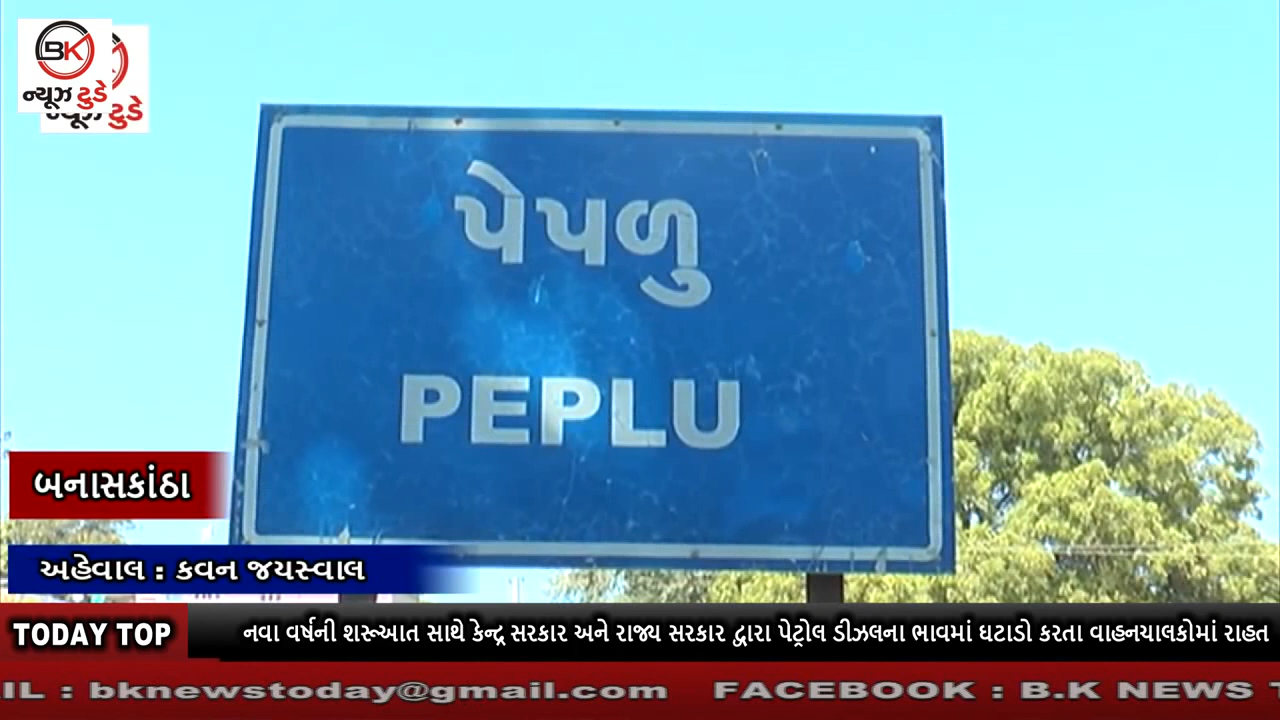 BK
ન્યૂઝ ટુડે
ટુડે
પેપળુ
PEPLU
બનાસકાંઠા
અહેવાલ : કવન જયસ્વાલ
TODAY TOP
નવા વર્ષની શરૂઆત સાથે કેન્દ્ર સરકાર અને રાજ્ય સરકાર દ્વારા પેટ્રોલ ડીઝલના ભાવમાં ઘટાડો કરતા વાહનચાલકોમાં રાહત
IL : bknewstoday@gmail.com FACEBOOK : B.K NEWS T